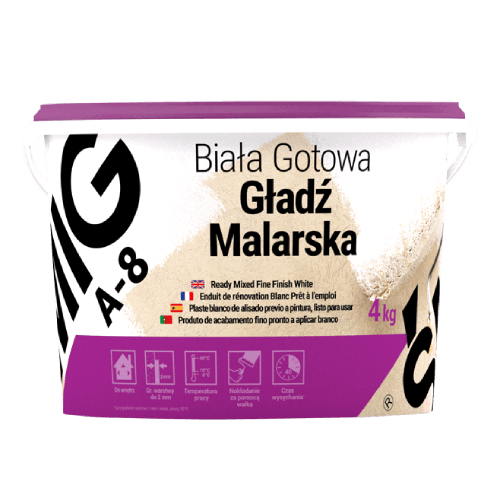 MIG
A-8
Biała Gotowa
Gładź
Malarska
Ready Mixed Fine Finish White
Enduit de rénovation Blanc Prêt à l'emploi
Plaste blanco de alisado previo a pintura, listo para usar
Produto de acabamento fino pronto a aplicar branco
4 kg
Do wnętrz
Gr. warstwy do 2 mm
Temperatura pracy
Nakładanie za pomocą wałka
Czas wysychania